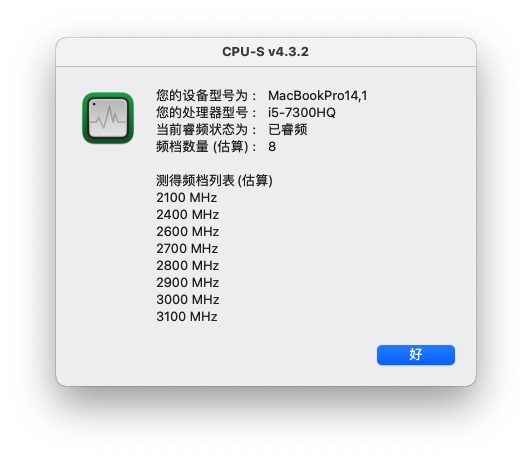 CPU-S v4.3.2
您的设备型号为： MacBookPro14,1
您的处理器型号： i5-7300HQ
当前睿频状态为： 已睿频
频档数量 (估算)： 8
测得频档列表 (估算)
2100 MHz
2400 MHz
2600 MHz
2700 MHz
2800 MHz
2900 MHz
3000 MHz
3100 MHz
好